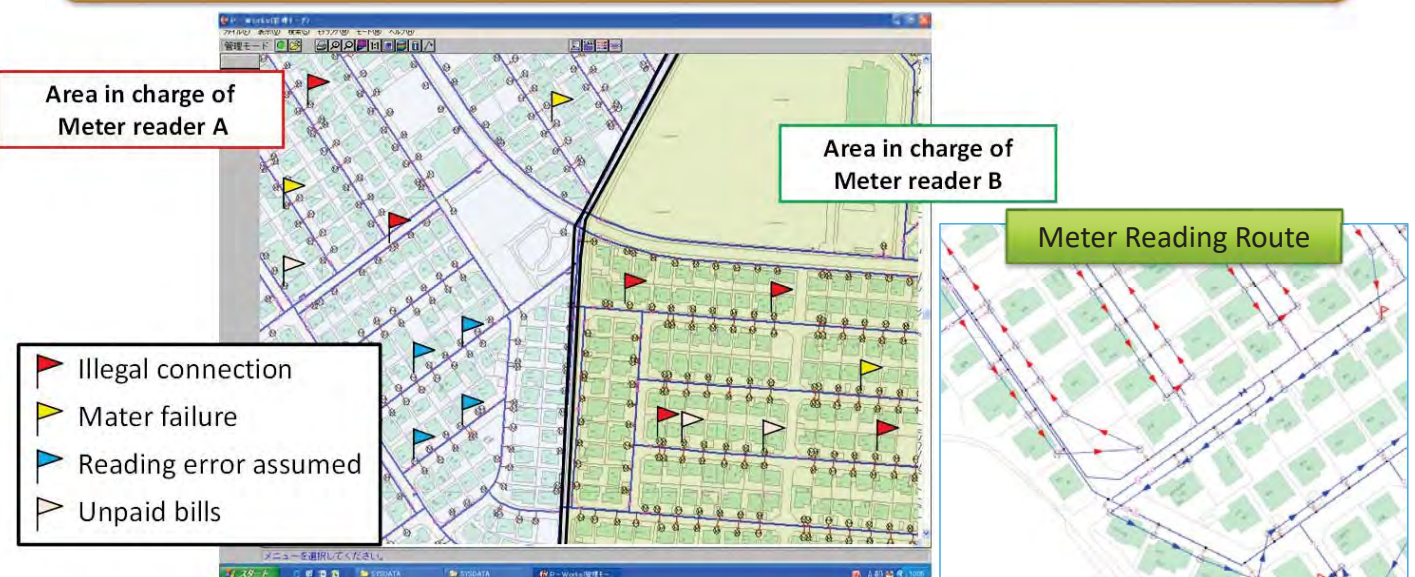 Area in charge of
Meter reader A
Area in charge of
Meter reader B
Meter Reading Route
Illegal connection
Mater failure
Reading error assumed
Unpaid bills
管理モード
メニューを選択してください。
スタート
SYSDATA
SYSDATA